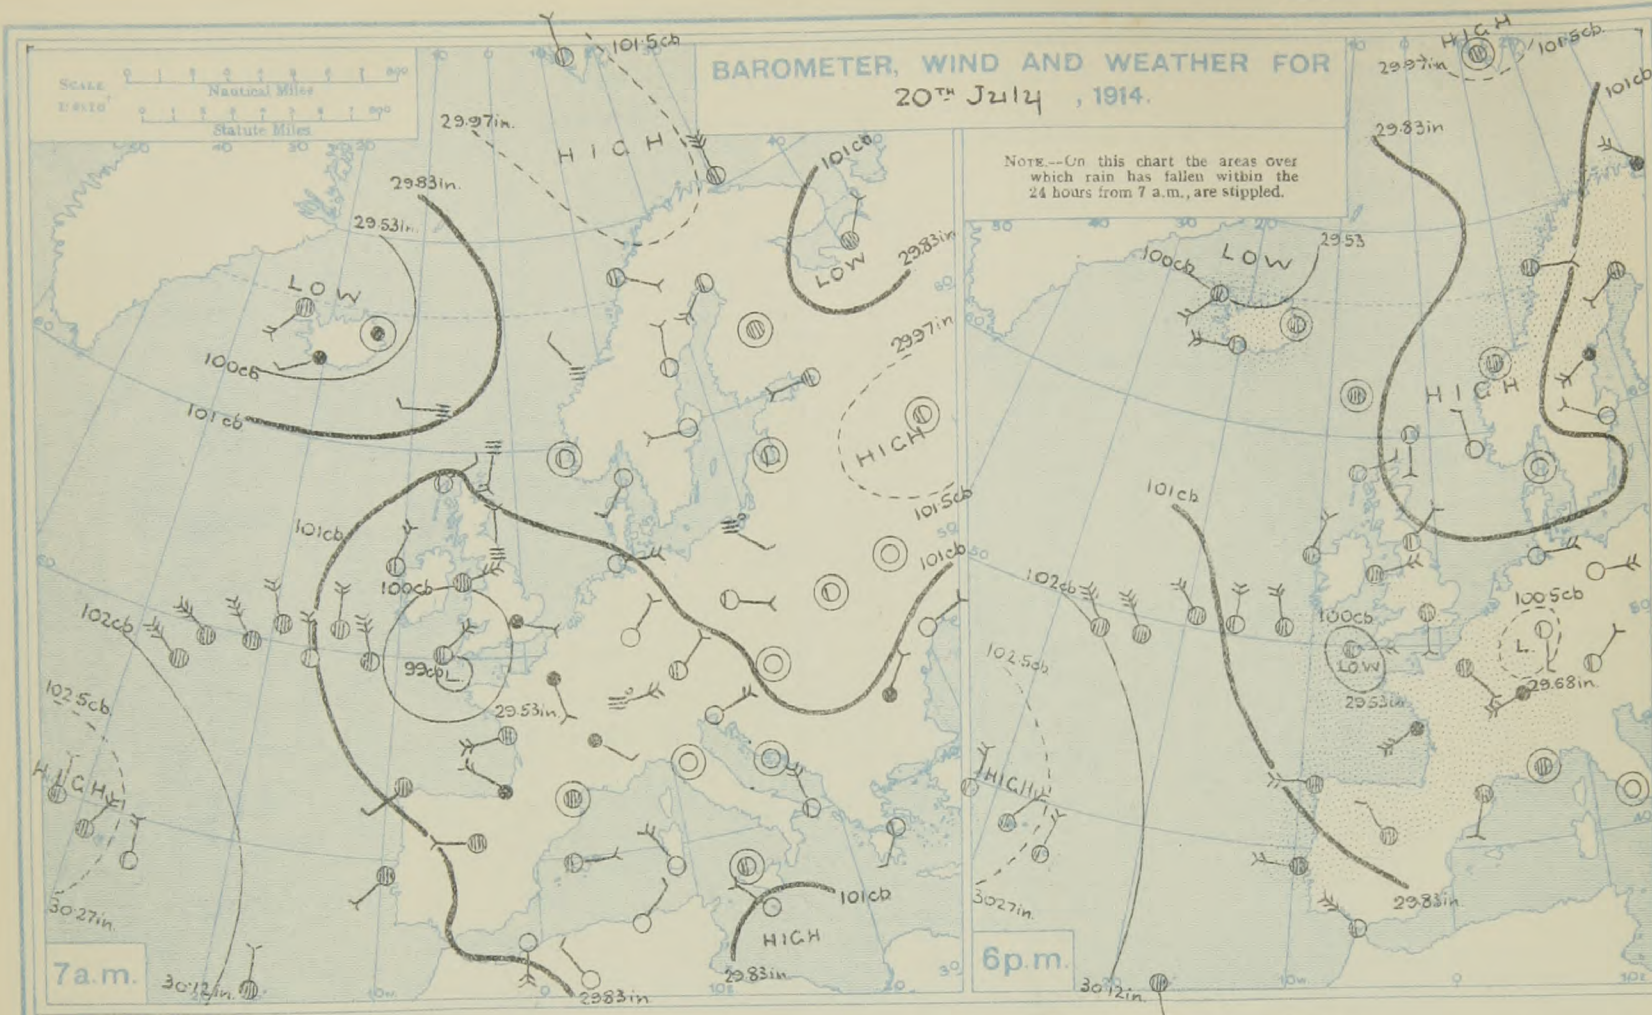 BAROMETER, WIND AND WEATHER FOR
20TH July, 1914.
NOTE.--On this chart the areas over
which rain has fallen within the
24 hours from 7 a.m., are stippled.
SCALE
Nautical Miles
Statute Miles
101.5cb
29.97in.
HIGH
29.83in.
29.53in.
LOW
100cb
101cb
101cb
LOW
29.83in
29.97in
HIGH
101.5cb
101cb
101cb
100cb
99cb
L.
29.53in.
102cb
102.5cb
HIGH
30.27in.
30.12in.
29.83in
101cb
HIGH
29.83in
7a.m.
HIGH
101.5cb.
29.97in
101cb
29.83in
29.53
100cb
LOW
HIGH
101cb
102cb
100cb
LOW
29.53in
100.5cb
L.
29.68in.
102.5cb
HIGH
30.27in.
30.12in.
29.83in.
6p.m.